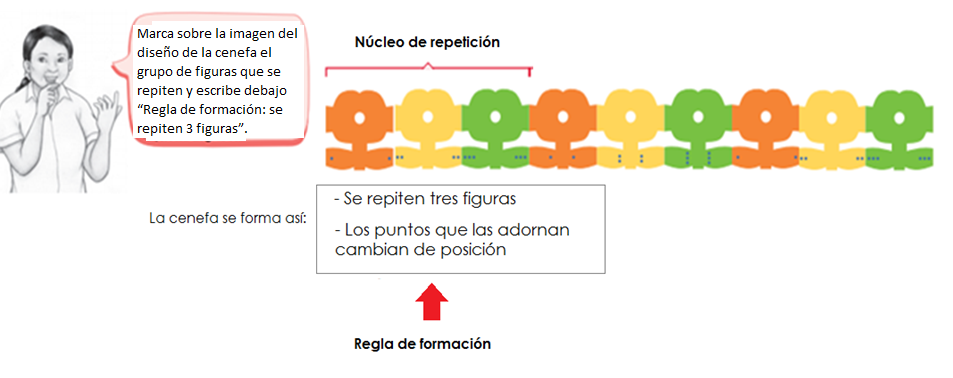 Marca sobre la imagen del
diseño de la cenefa el
grupo de figuras que se
repiten y escribe debajo
“Regla de formación: se
repiten 3 figuras”.
Núcleo de repetición
La cenefa se forma así:
- Se repiten tres figuras
- Los puntos que las adornan
cambian de posición
Regla de formación